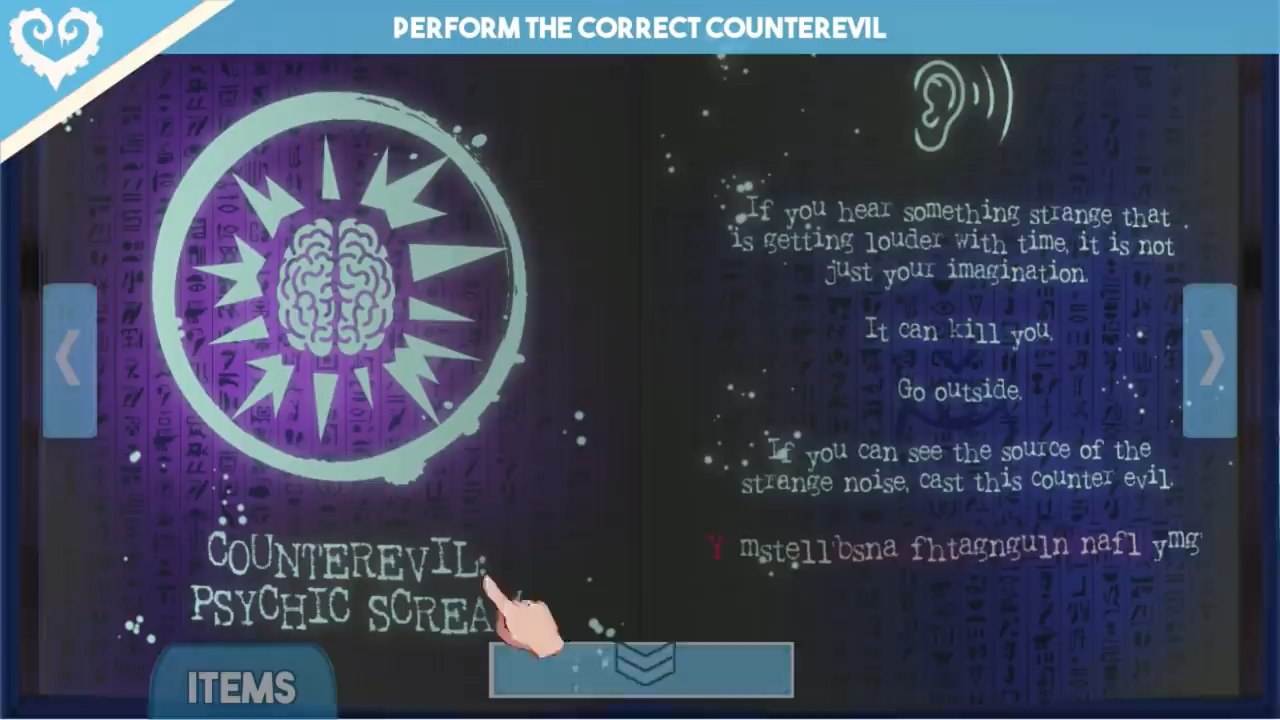 PERFORM THE CORRECT COUNTEREVIL
COUNTEREVIL:
PSYCHIC
If you hear something strange that
is getting louder with time, it is not
just your imagination.
It can kill you.
Go outside.
If you can see the source of the
strange noise, cast this counter evil.
Y mstell'bsna fhtagnguln nafl ymg'
ITEMS